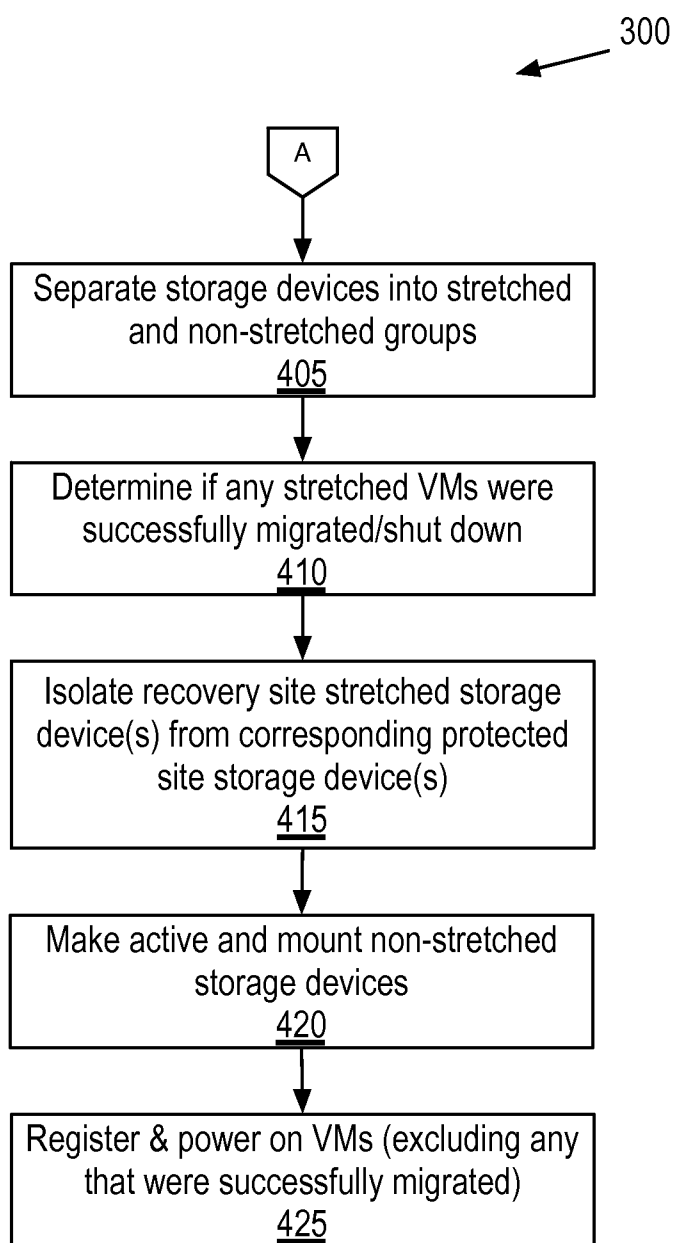 300
A
Separate storage devices into stretched
and non-stretched groups
405
Determine if any stretched VMs were
successfully migrated/shut down
410
Isolate recovery site stretched storage
device(s) from corresponding protected
site storage device(s)
415
Make active and mount non-stretched
storage devices
420
Register & power on VMs (excluding any
that were successfully migrated)
425